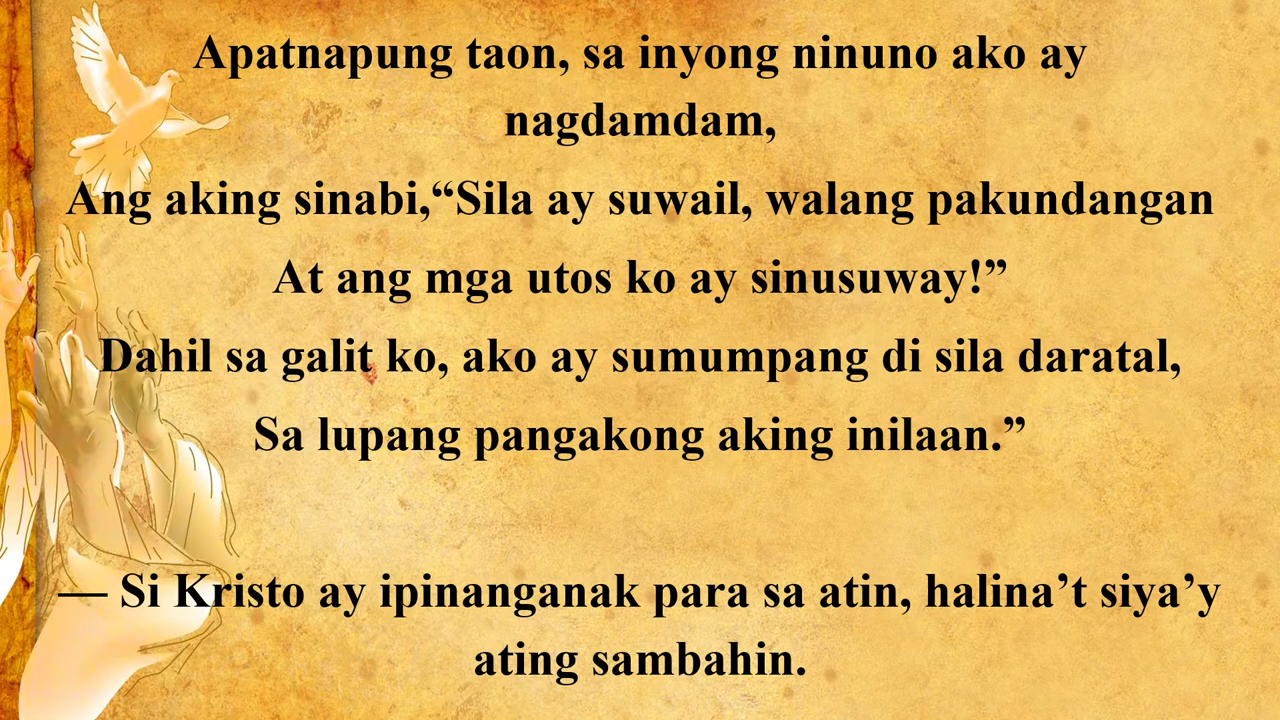 Apatnapung taon, sa inyong ninuno ako ay
nagdamdam,
Ang aking sinabi,“Sila ay suwail, walang pakundangan
At ang mga utos ko ay sinusuway!”
Dahil sa galit ko, ako ay sumumpang di sila daratal,
Sa lupang pangakong aking inilaan.”
— Si Kristo ay ipinanganak para sa atin, halina’t siya’y
ating sambahin.